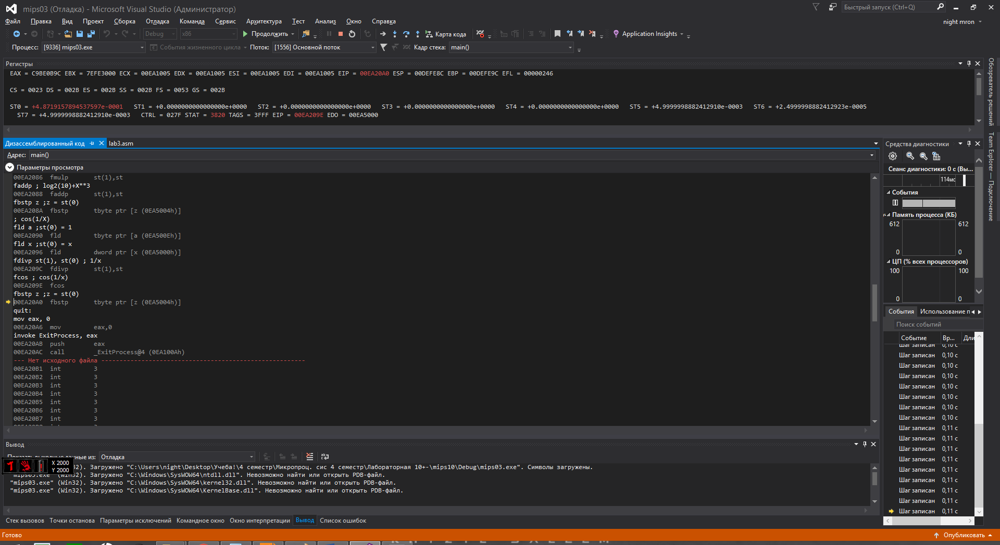 mips03 (Отладка) - Microsoft Visual Studio (Администратор)
Быстрый запуск (Ctrl+Q)
Файл Правка Вид Проект Сборка Отладка Команда Сервис Архитектура Тест Анализ Окно Справка
night mron
Debug x86 Продолжить Карта кода Application Insights
Процесс: [9336] mips03.exe События жизненного цикла Поток: [1556] Основной поток Кадр стека: main()
Регистры
EAX = C9BE0B9C EBX = 7EFE3000 ECX = 00EA1005 EDX = 00EA1005 ESI = 00EA1005 EDI = 00EA1005 EIP = 00EA20A0 ESP = 00DEFE8C EBP = 00DEFE9C EFL = 00000246
CS = 0023 DS = 002B ES = 002B SS = 002B FS = 0053 GS = 002B
ST0 = +4.8719157894537597e-0001 ST1 = +0.0000000000000000e+0000 ST2 = +0.0000000000000000e+0000 ST3 = +0.0000000000000000e+0000 ST4 = +0.0000000000000000e+0000 ST5 = +4.9999998882412910e-0003 ST6 = +2.4999998882412923e-0005
ST7 = +4.9999998882412910e-0003 CTRL = 027F STAT = 3820 TAGS = 3FFF EIP = 00EA209E EDO = 00EA5000
Дизассемблированный код lab3.asm
Адрес: main()
Параметры просмотра
00EA2086 fmulp st(1),st
faddp ; log2(10)+X**3
00EA2088 faddp st(1),st
fbstp z ;z = st(0)
00EA208A fbstp tbyte ptr [z (0EA5004h)]
; cos(1/X)
fld a ;st(0) = 1
00EA2090 fld tbyte ptr [a (0EA500Eh)]
fld x ;st(0) = x
00EA2096 fld dword ptr [x (0EA5000h)]
fdivp st(1), st(0) ; 1/x
00EA209C fdivp st(1),st
fcos ; cos(1/x)
00EA209E fcos
fbstp z ;z = st(0)
00EA20A0 fbstp tbyte ptr [z (0EA5004h)]
quit:
mov eax, 0
00EA20A6 mov eax,0
invoke ExitProcess, eax
00EA20AB push eax
00EA20AC call _ExitProcess@4 (0EA100Ah)
--- Нет исходного файла ----------------------------------------------------------
00EA20B1 int 3
00EA20B2 int 3
00EA20B3 int 3
00EA20B4 int 3
00EA20B5 int 3
00EA20B6 int 3
00EA20B7 int 3
Вывод
данные из: Отладка
X 2000
Y 2000
32). Загружено "C:\Users\night\Desktop\Учеба!\4 семестр\Микропроц. сис 4 семестр\Лабораторная 10+-\mips10\Debug\mips03.exe". Символы загружены.
"mips03.exe" (Win32). Загружено "C:\Windows\SysWOW64\ntdll.dll". Невозможно найти или открыть PDB-файл.
"mips03.exe" (Win32). Загружено "C:\Windows\SysWOW64\kernel32.dll". Невозможно найти или открыть PDB-файл.
"mips03.exe" (Win32). Загружено "C:\Windows\SysWOW64\KernelBase.dll". Невозможно найти или открыть PDB-файл.
Стек вызовов Точки останова Параметры исключений Командное окно Окно интерпретации Вывод Список ошибок
Готово
Опубликовать
Средства диагностики
Сеанс диагностики: 0 с (Вы...
114мс
События
Память процесса (КБ)
612 612
0 0
ЦП (% всех процессоров)
100 100
0 0
События Использование п
Поиск событий
Событие Вр... Дли
Шаг записан 0,10 с
Шаг записан 0,10 с
Шаг записан 0,10 с
Шаг записан 0,10 с
Шаг записан 0,10 с
Шаг записан 0,10 с
Шаг записан 0,10 с
Шаг записан 0,10 с
Шаг записан 0,11 с
Шаг записан 0,11 с
Шаг записан 0,11 с
Шаг записан 0,11 с
Шаг записан 0,11 с
Шаг записан 0,11 с
Шаг записан 0,11 с
Шаг записан 0,11 с
Шаг записан 0,11 с
Обозреватель решений
Team Explorer — Подключение